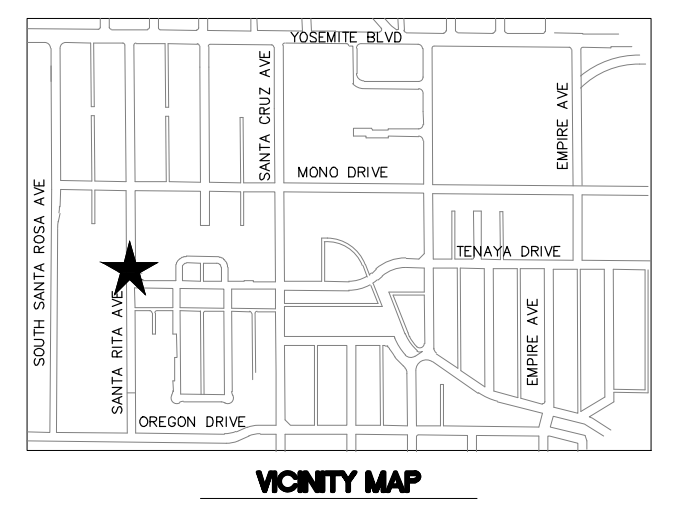 YOSEMITE BLVD
SANTA CRUZ AVE
EMPIRE AVE
MONO DRIVE
SOUTH SANTA ROSA AVE
TENAYA DRIVE
SANTA RITA AVE
EMPIRE AVE
OREGON DRIVE
VICINITY MAP